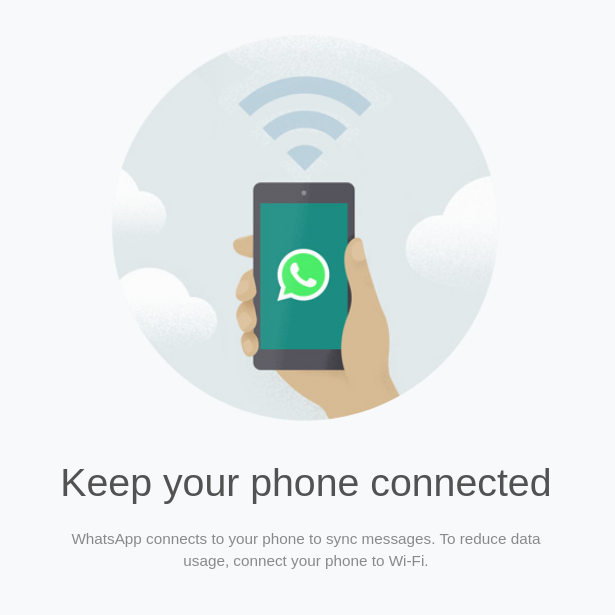 Keep your phone connected
WhatsApp connects to your phone to sync messages. To reduce data
usage, connect your phone to Wi-Fi.